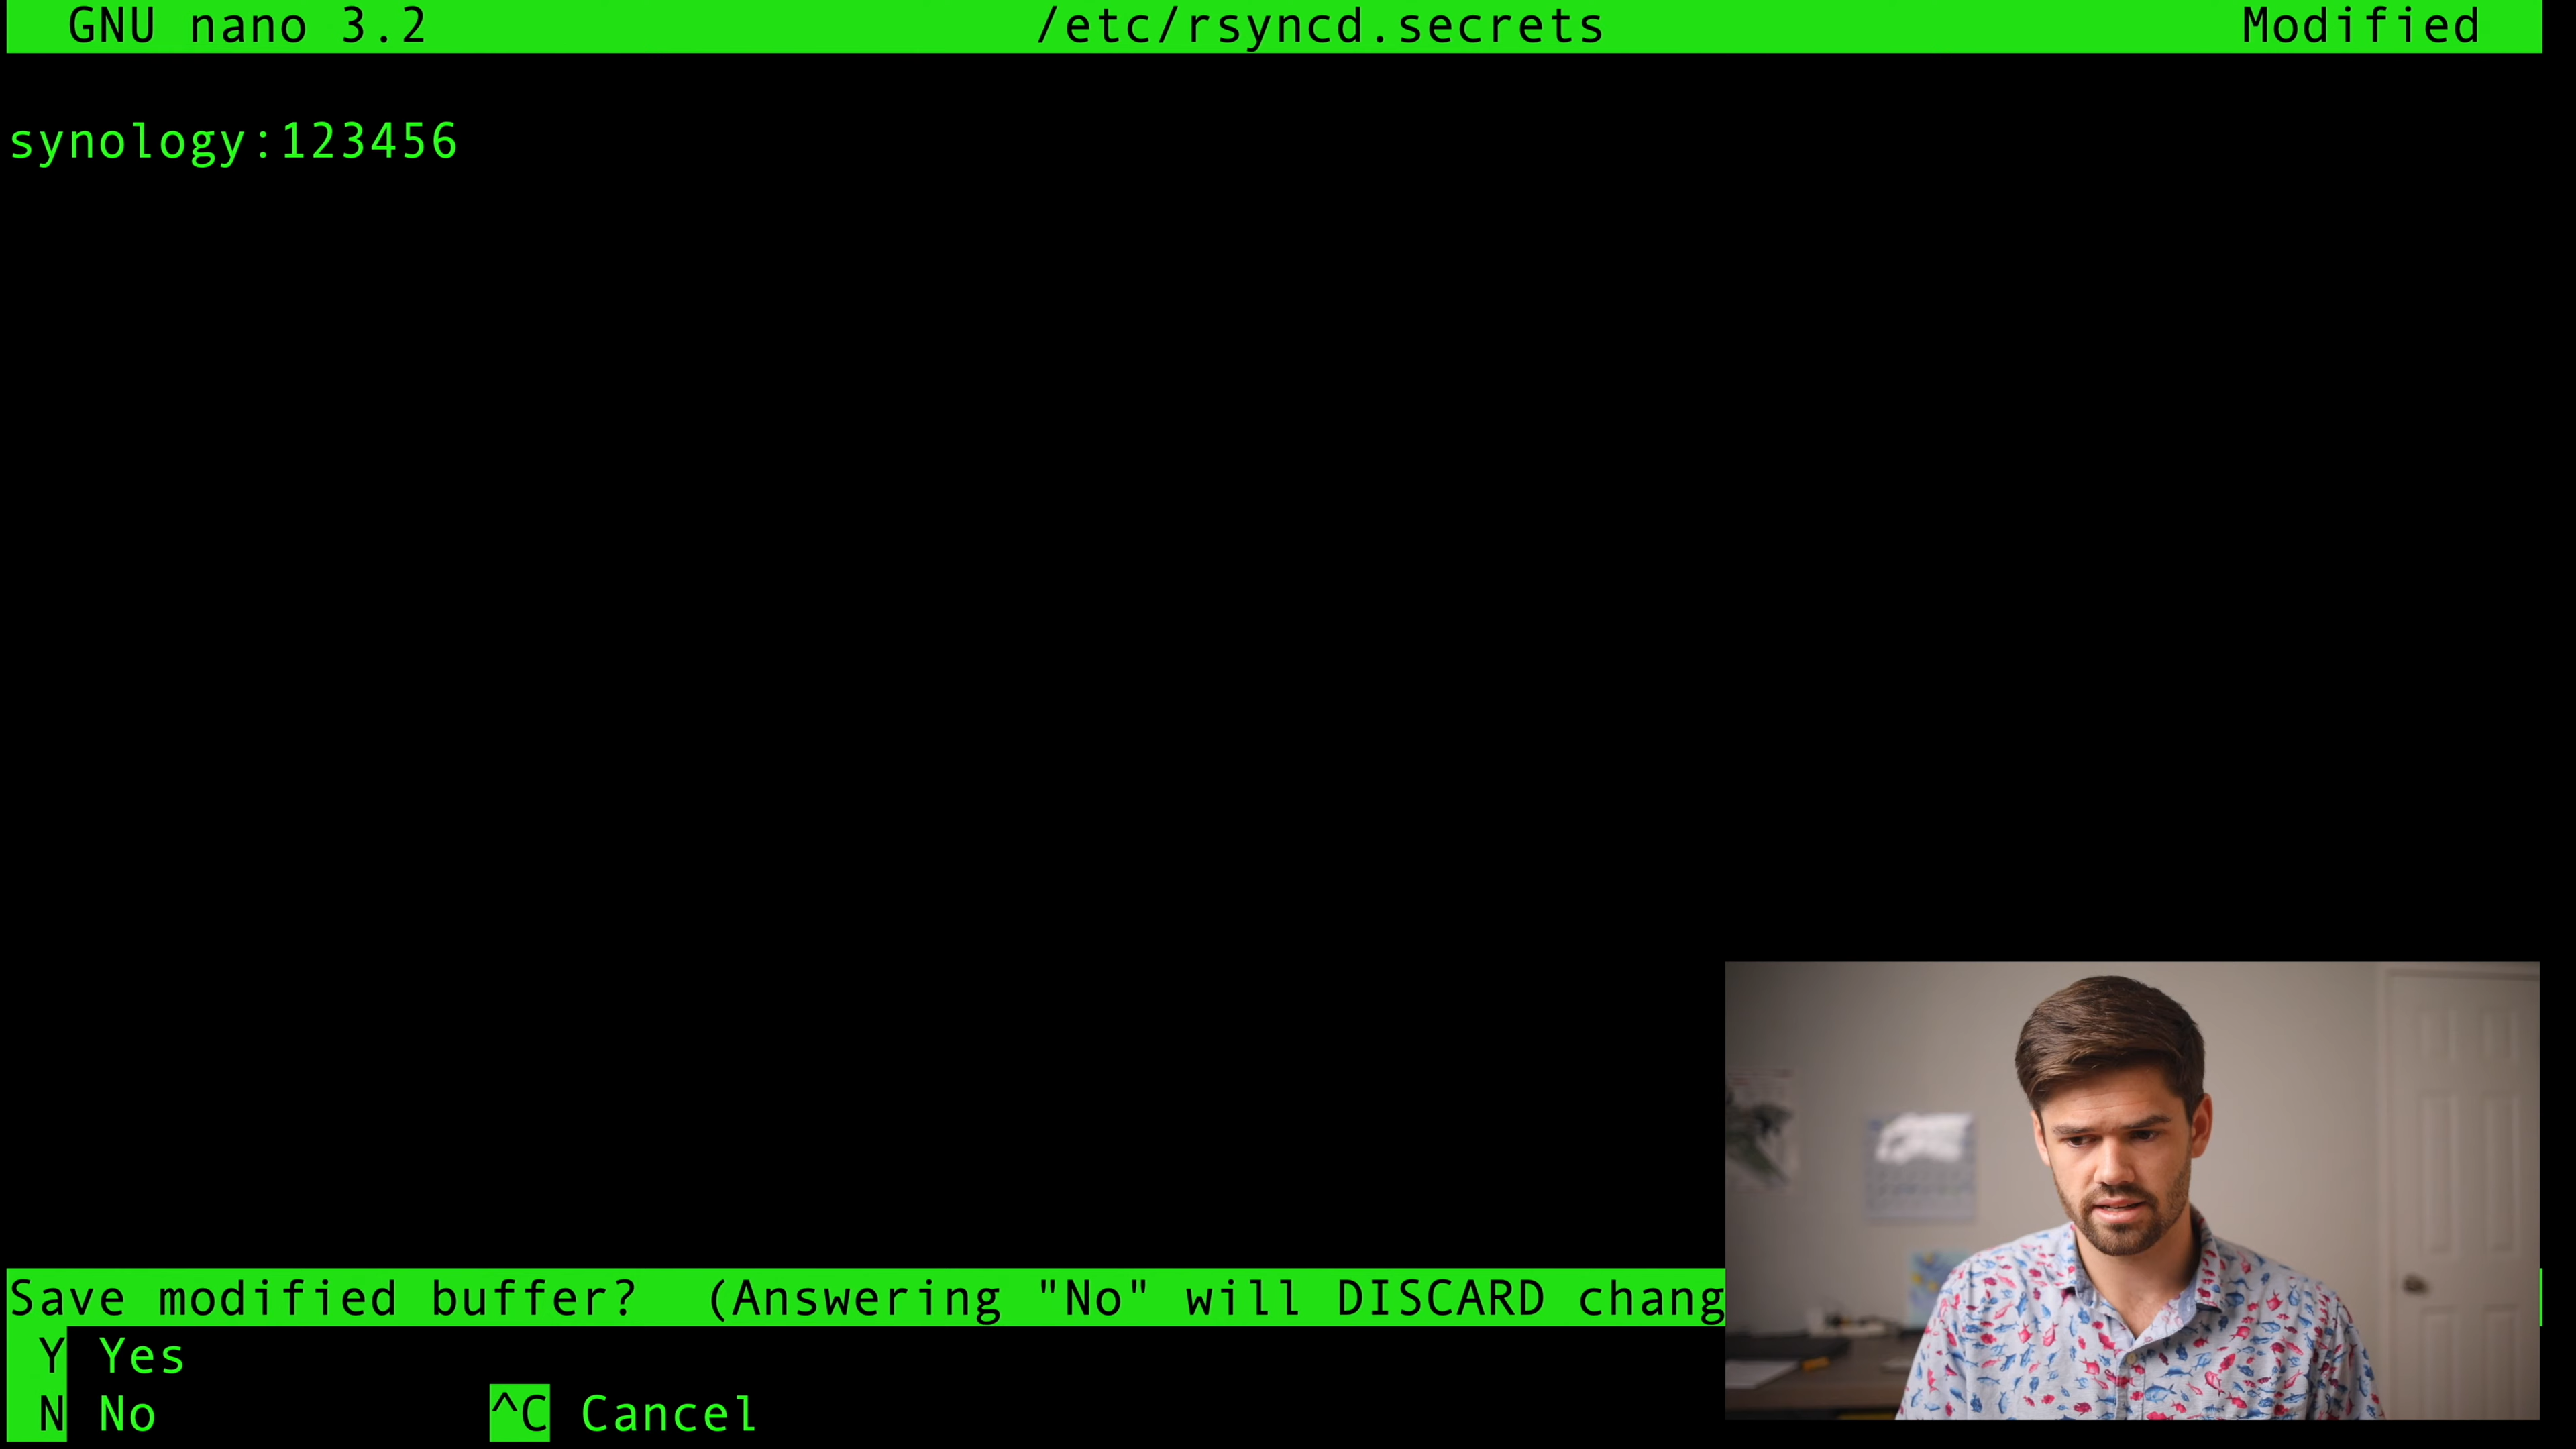 GNU nano 3.2 /etc/rsyncd.secrets Modified
synology:123456
Save modified buffer? (Answering "No" will DISCARD chang
Y Yes
N No ^C Cancel